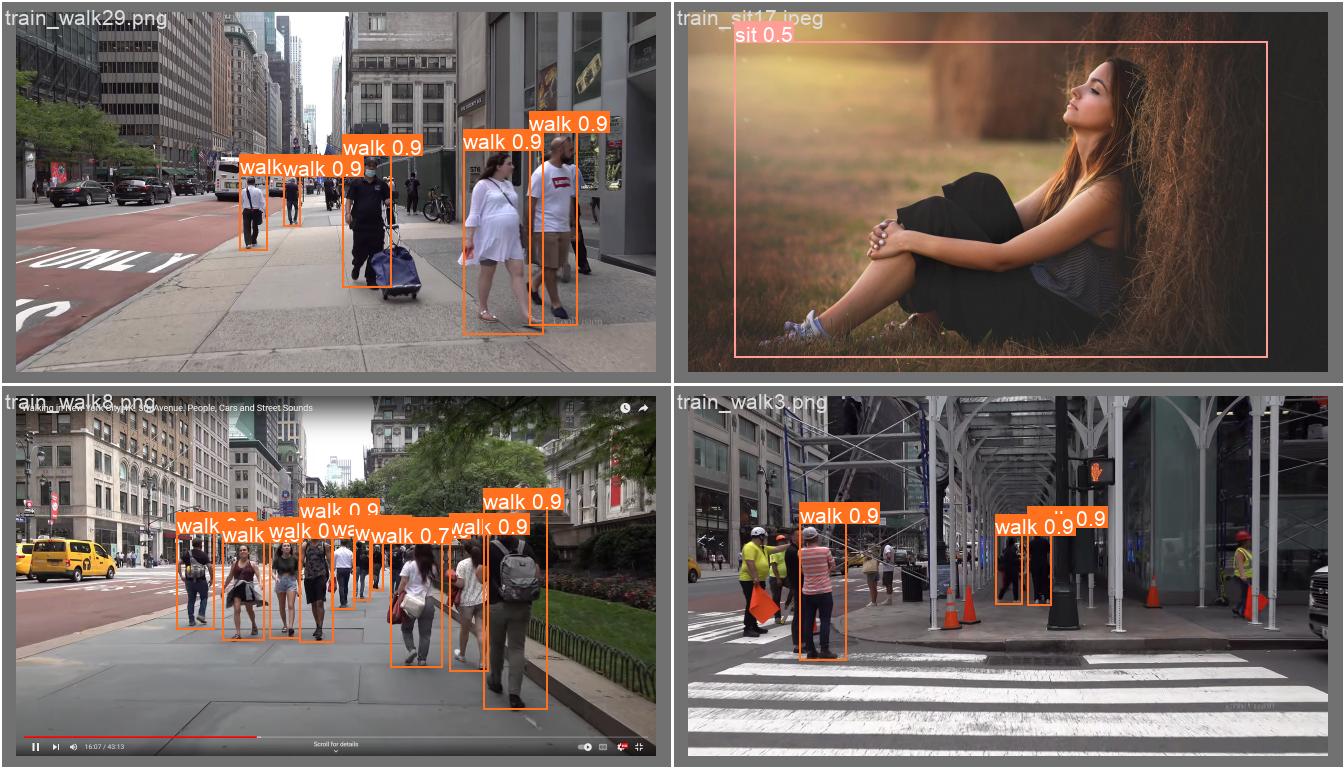 train_walk29.png
walk
walk 0.9
walk 0.9
walk 0.9
walk 0.9
ONLY
train_sit17.jpeg
sit 0.5
train_walk8.png
Walking in New York City
5th Avenue, People, Cars and Street Sounds
walk 0.9
walk
walk 0
walk 0.9
wa
w
walk 0.7
walk 0.9
walk 0.9
16:07 / 43:13
Scroll for details
train_walk3.png
walk 0.9
walk 0.9
0.9